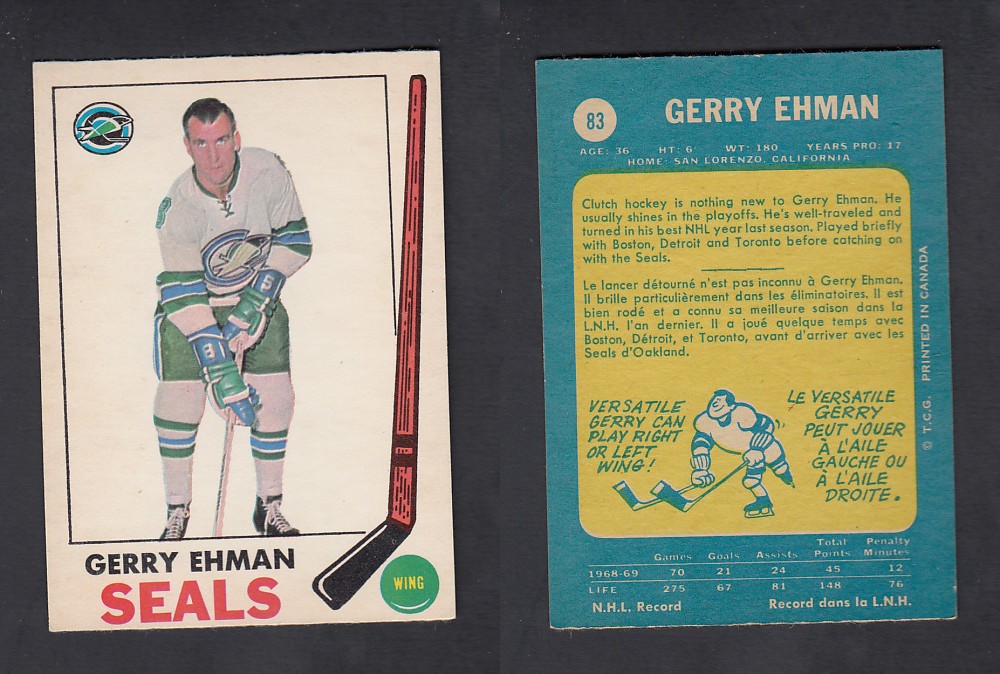 GERRY EHMAN
SEALS
WING
81
83
GERRY EHMAN
AGE: 36 HT: 6' WT: 180 YEARS PRO: 17
HOME: SAN LORENZO, CALIFORNIA
Clutch hockey is nothing new to Gerry Ehman. He
usually shines in the playoffs. He's well-traveled and
turned in his best NHL year last season. Played briefly
with Boston, Detroit and Toronto before catching on
with the Seals.
Le lancer détourné n'est pas inconnu à Gerry Ehman.
Il brille particulièrement dans les éliminatoires. Il est
bien rodé et a connu sa meilleure saison dans la
L.N.H. l'an dernier. Il a joué quelque temps avec
Boston, Détroit, et Toronto, avant d'arriver avec les
Seals d'Oakland.
VERSATILE
GERRY CAN
PLAY RIGHT
OR LEFT
WING!
LE VERSATILE
GERRY
PEUT JOUER
À L'AILE
GAUCHE OU
À L'AILE
DROITE.
© T.C.G. PRINTED IN CANADA
Games Goals Assists Total Points Penalty Minutes
1968-69 70 21 24 45 12
LIFE 275 67 81 148 76
N.H.L. Record Record dans la L.N.H.